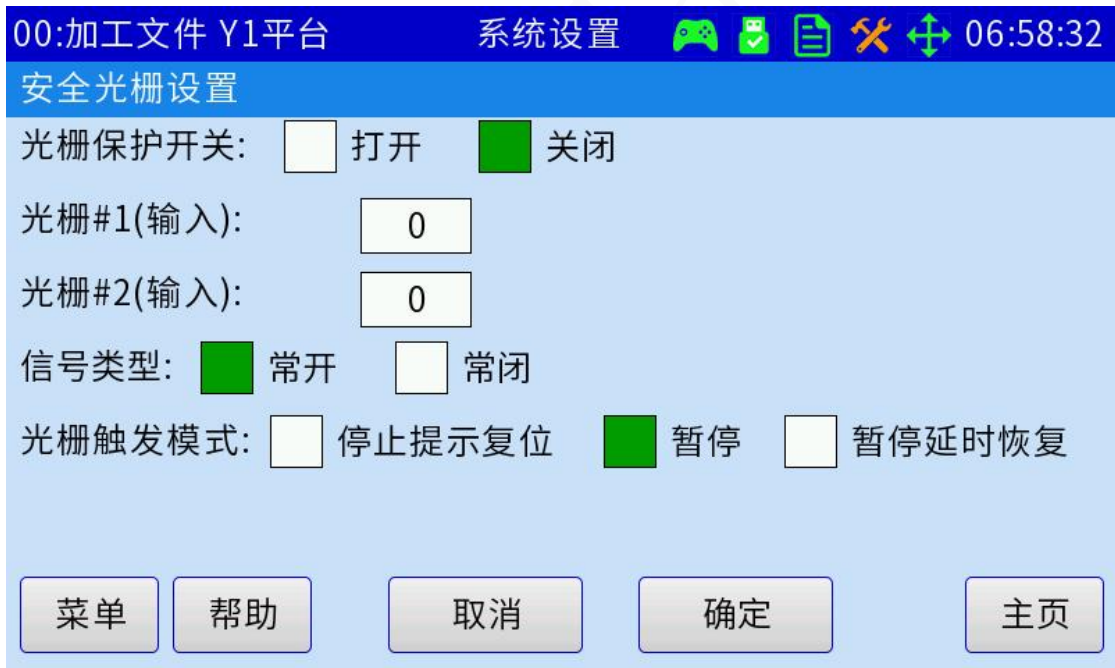 00:加工文件 Y1平台 系统设置 06:58:32
安全光栅设置
光栅保护开关: 打开 关闭
光栅#1(输入): 0
光栅#2(输入): 0
信号类型: 常开 常闭
光栅触发模式: 停止提示复位 暂停 暂停延时恢复
菜单 帮助 取消 确定 主页